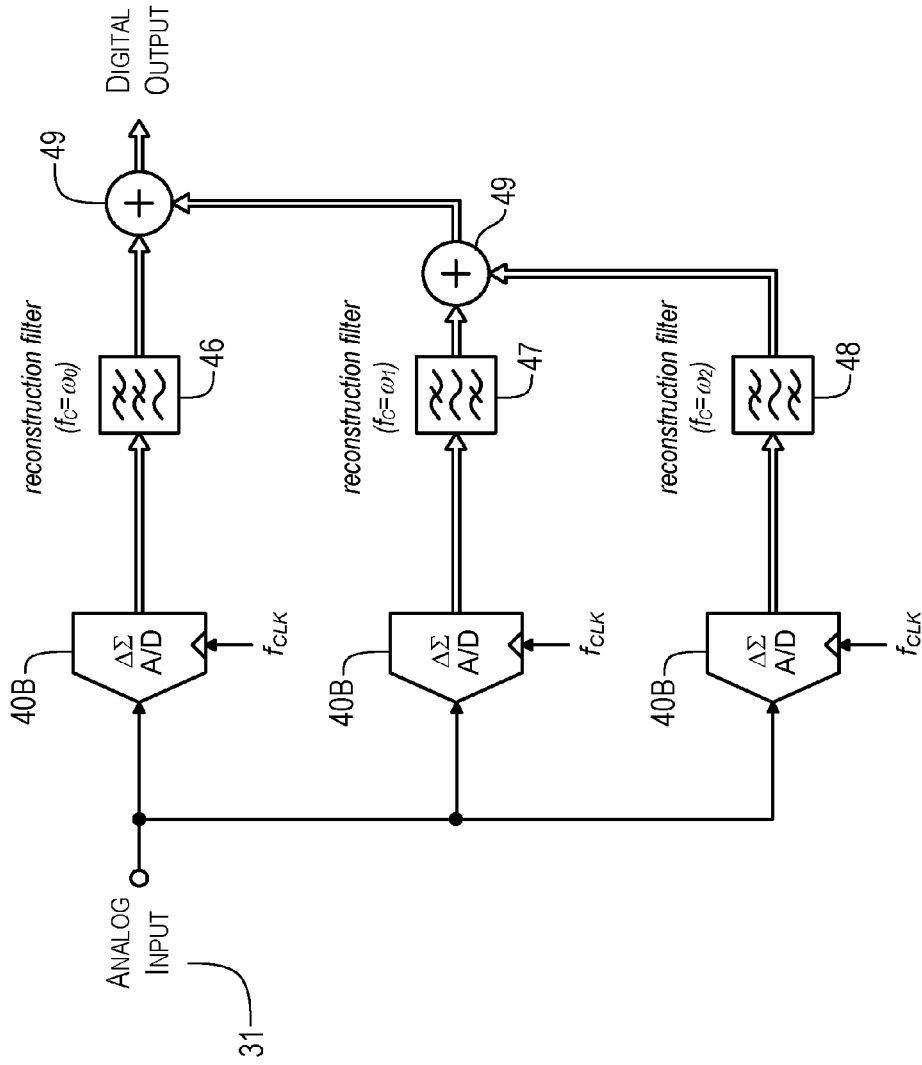 DIGITAL
OUTPUT
49
+
reconstruction filter
(fC=ω0)
46
ΔΣ
A/D
40B
fCLK
ANALOG
INPUT
31
49
+
reconstruction filter
(fC=ω1)
47
ΔΣ
A/D
40B
fCLK
reconstruction filter
(fC=ω2)
48
ΔΣ
A/D
40B
fCLK